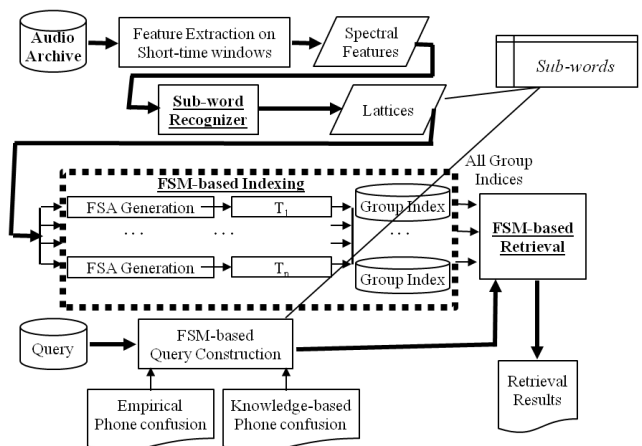 Audio
Archive
Feature Extraction on
Short-time windows
Spectral
Features
Sub-words
Sub-word
Recognizer
Lattices
All Group
Indices
FSM-based Indexing
FSA Generation
T1
Group Index
... ...
...
...
FSA Generation
Tn
Group Index
FSM-based
Retrieval
Query
FSM-based
Query Construction
Empirical
Phone confusion
Knowledge-based
Phone confusion
Retrieval
Results